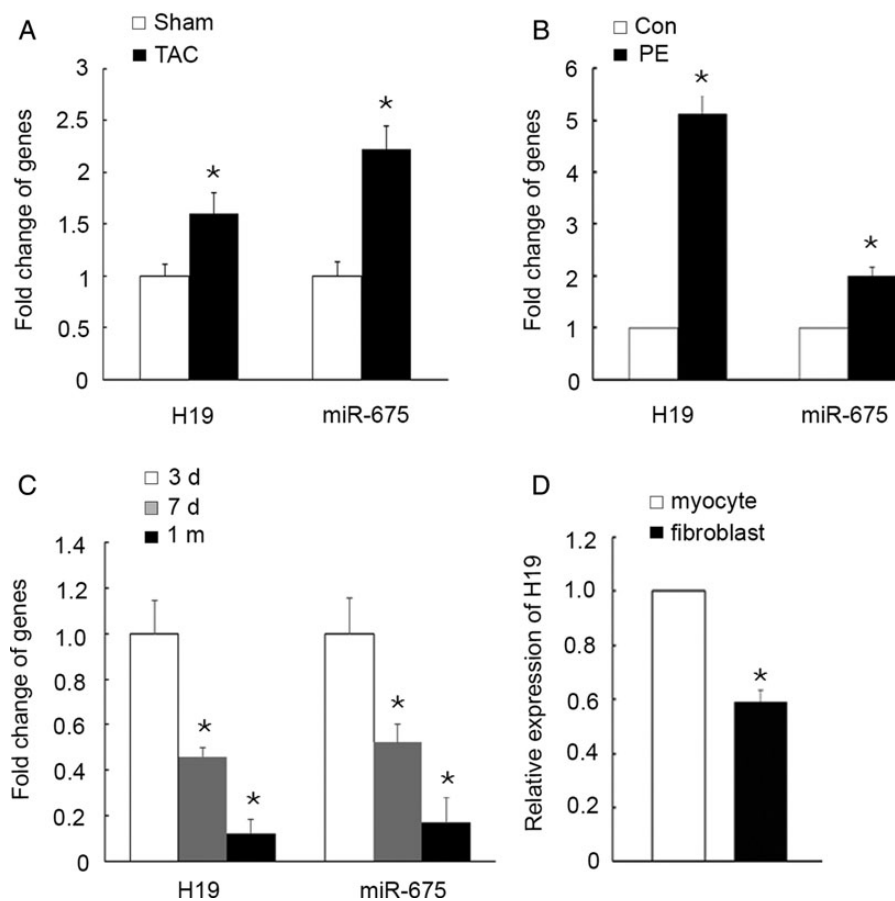 A
Sham
TAC
Fold change of genes
3
2.5
2
1.5
1
0.5
0
*
*
H19
miR-675
B
Con
PE
Fold change of genes
6
5
4
3
2
1
0
*
*
H19
miR-675
C
3 d
7 d
1 m
Fold change of genes
1.4
1.2
1.0
0.8
0.6
0.4
0.2
0
*
*
*
*
H19
miR-675
D
myocyte
fibroblast
Relative expression of H19
1.2
1.0
0.8
0.6
0.4
0.2
0
*